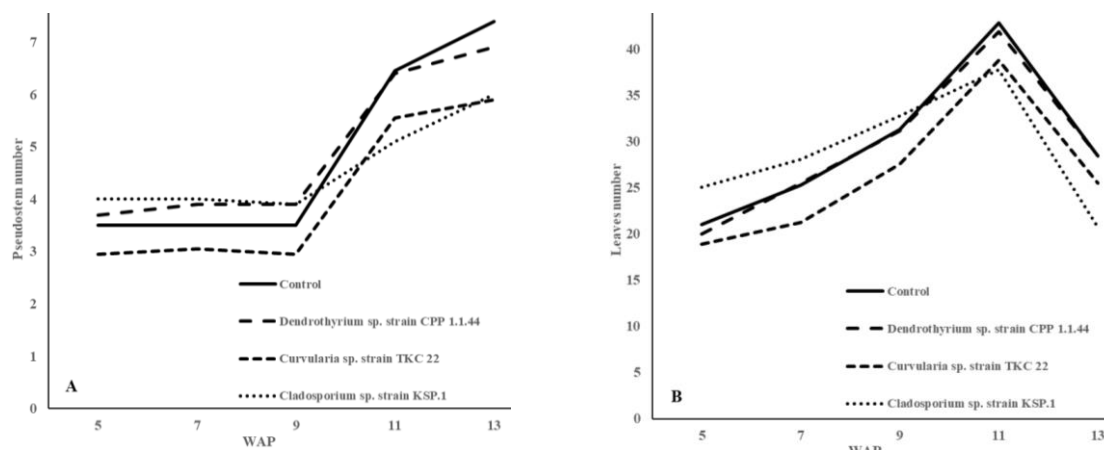 Pseudostem number
7
6
5
4
3
2
1
0
Control
Dendrothyrium sp. strain CPP 1.1.44
Curvularia sp. strain TKC 22
Cladosporium sp. strain KSP.1
A
5 7 9 11 13
WAP
Leaves number
40
35
30
25
20
15
10
5
0
Control
Dendrothyrium sp. strain CPP 1.1.44
Curvularia sp. strain TKC 22
Cladosporium sp. strain KSP.1
B
5 7 9 11 13
WAP